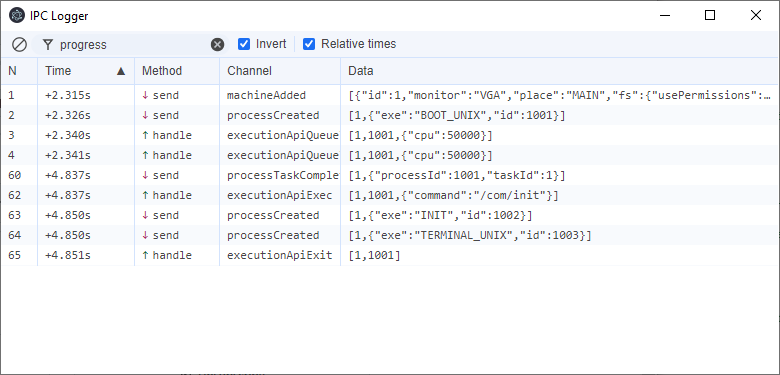 IPC Logger
progress Invert Relative times
N Time ▲ Method Channel Data
1 +2.315s ↓ send machineAdded [{"id":1,"monitor":"VGA","place":"MAIN","fs":{"usePermissions":…
2 +2.326s ↓ send processCreated [1,{"exe":"BOOT_UNIX","id":1001}]
3 +2.340s ↑ handle executionApiQueue [1,1001,{"cpu":50000}]
4 +2.341s ↑ handle executionApiQueue [1,1001,{"cpu":50000}]
60 +4.837s ↓ send processTaskComple [1,{"processId":1001,"taskId":1}]
62 +4.837s ↑ handle executionApiExec [1,1001,{"command":"/com/init"}]
63 +4.850s ↓ send processCreated [1,{"exe":"INIT","id":1002}]
64 +4.850s ↓ send processCreated [1,{"exe":"TERMINAL_UNIX","id":1003}]
65 +4.851s ↑ handle executionApiExit [1,1001]